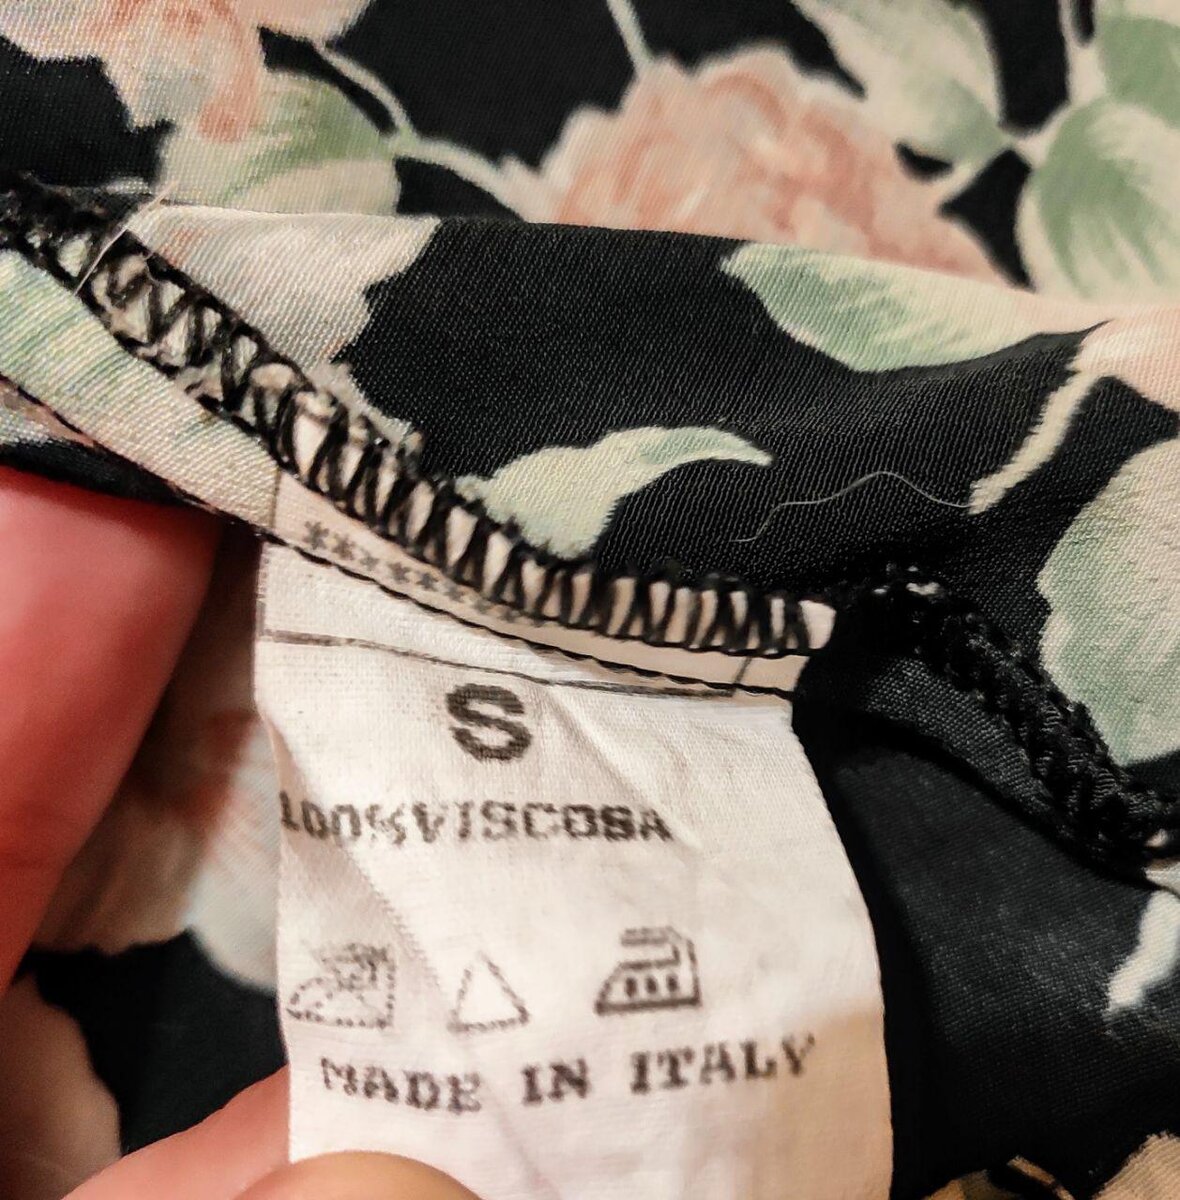 ******
S
100%VISCOSA
MADE IN ITALY